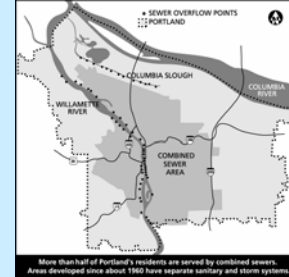 SEWER OVERFLOW POINTS
PORTLAND
COLUMBIA SLOUGH
COLUMBIA
RIVER
WILLAMETTE
RIVER
COMBINED
SEWER
AREA
More than half of Portland's residents are served by combined sewers.
Areas developed since about 1960 have separate sanitary and storm systems.